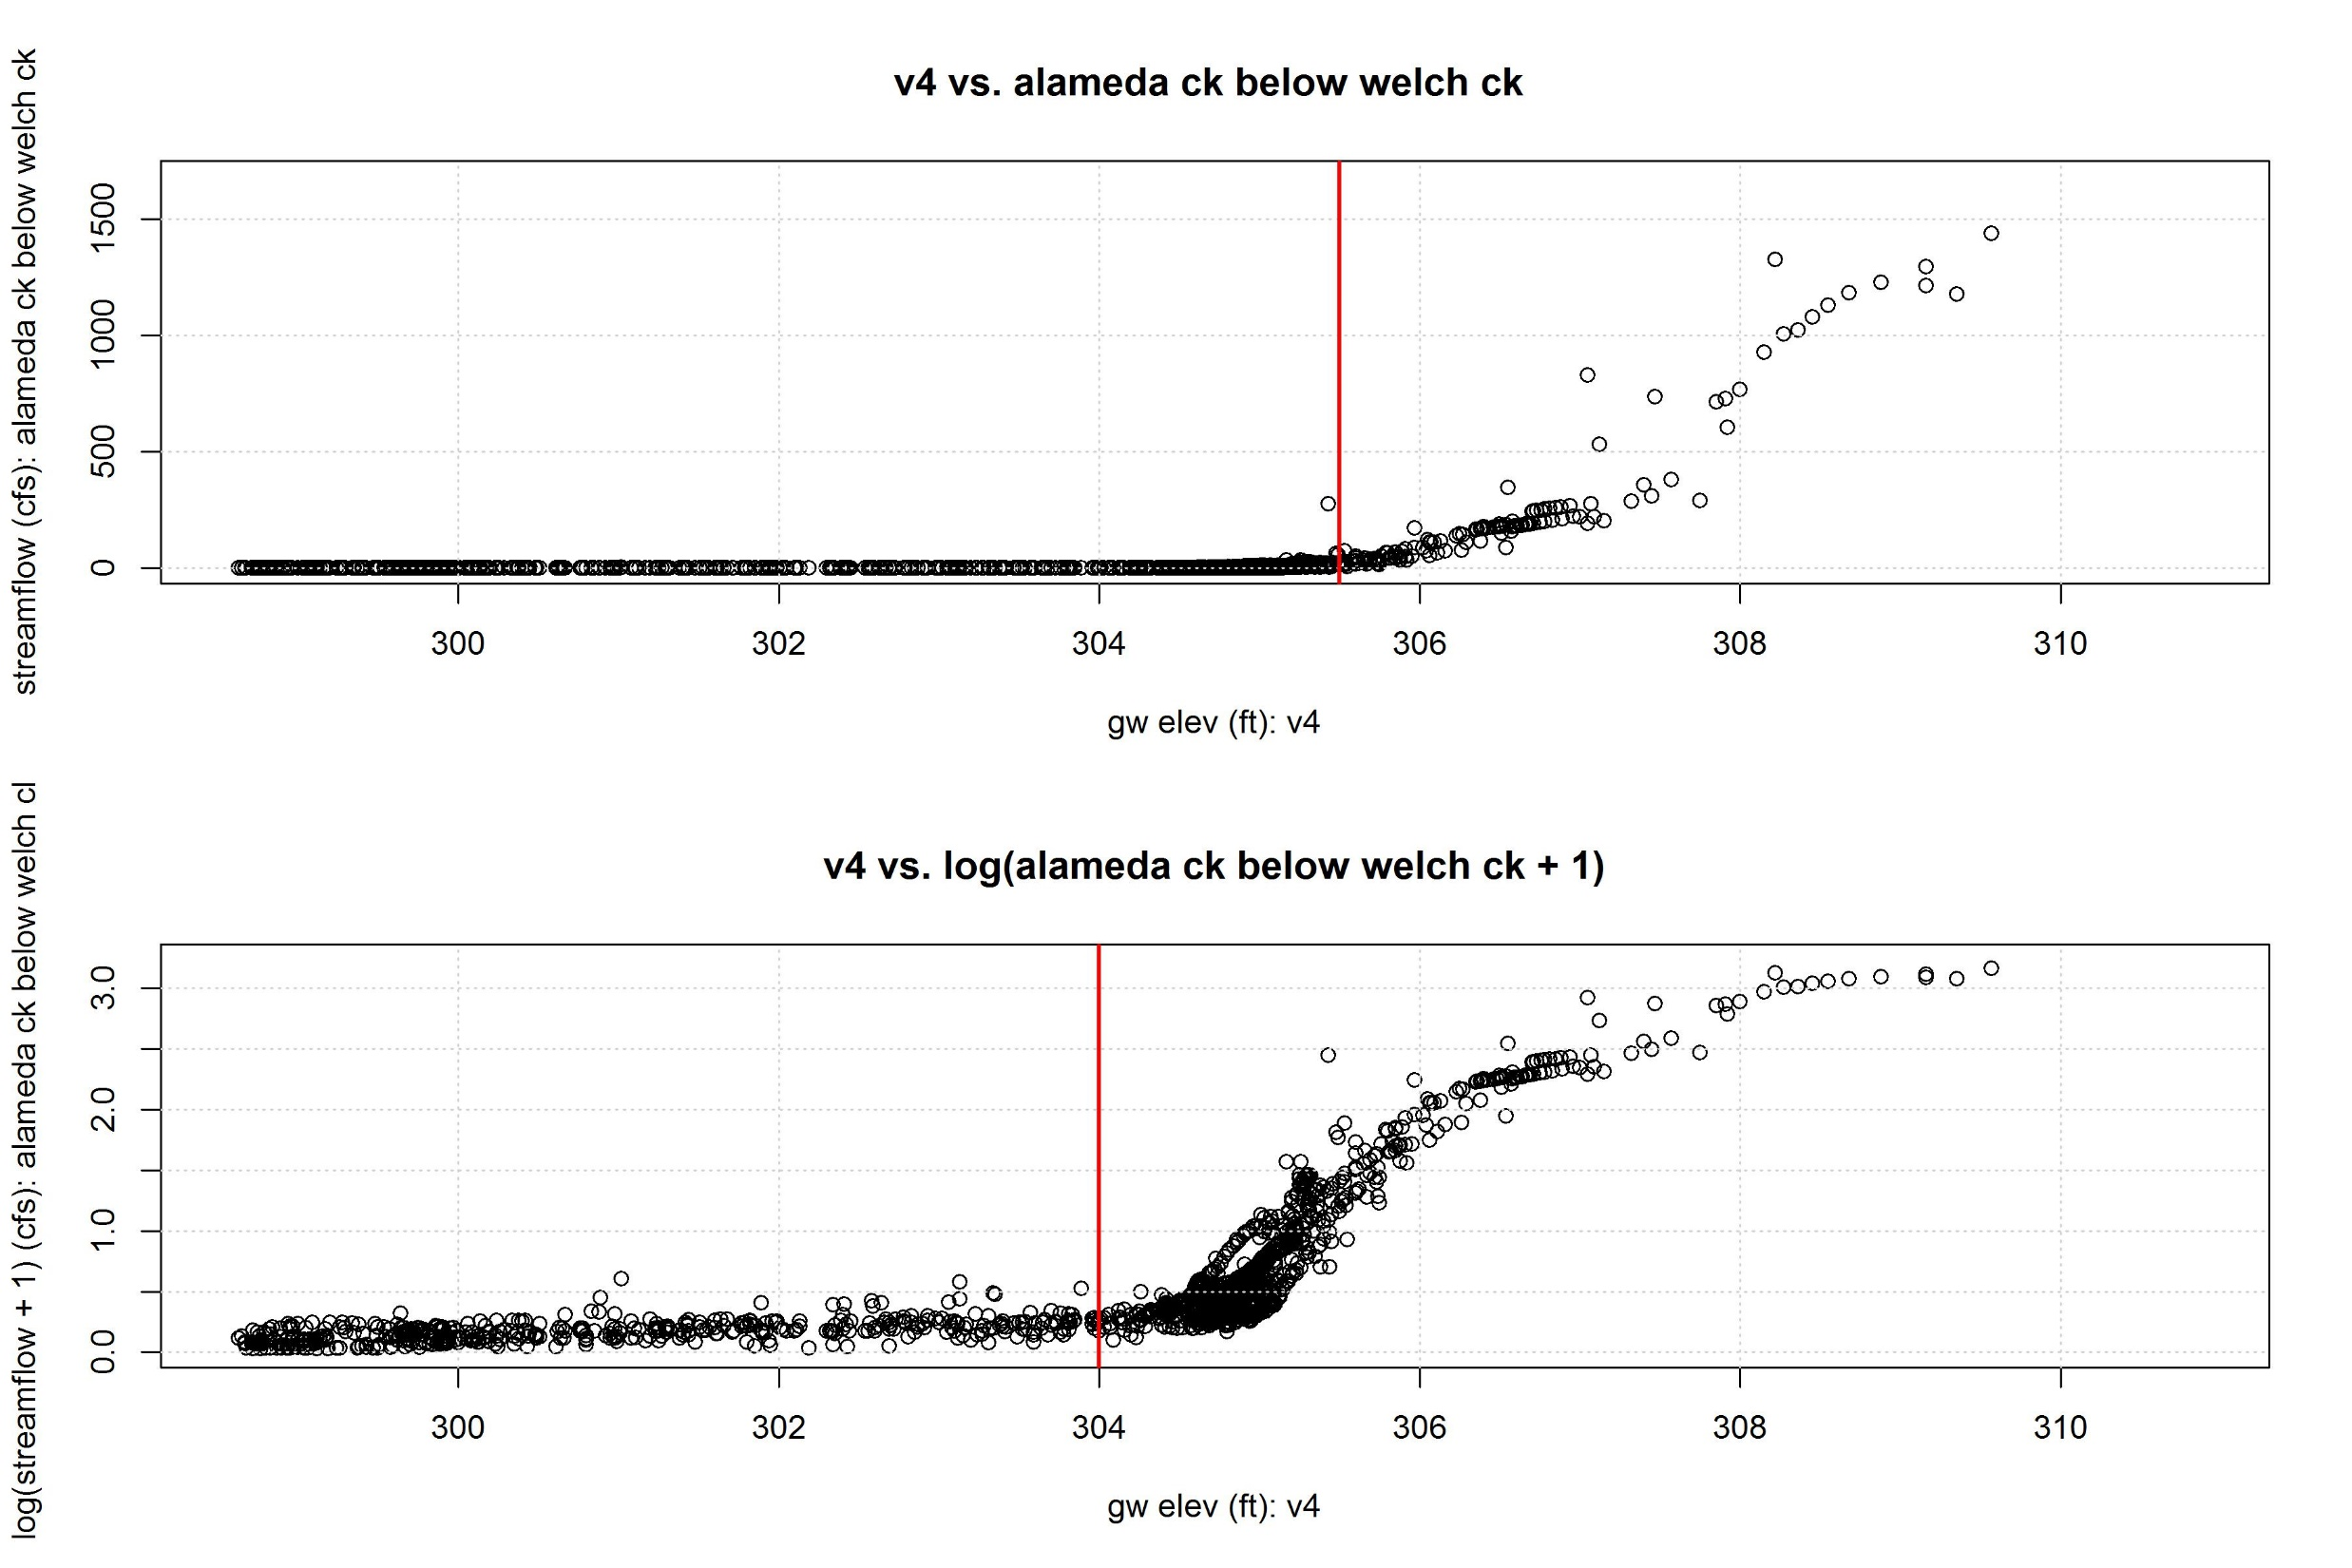 v4 vs. alameda ck below welch ck
streamflow (cfs): alameda ck below welch ck
1500
1000
500
0
300 302 304 306 308 310
gw elev (ft): v4
v4 vs. log(alameda ck below welch ck + 1)
log(streamflow + 1) (cfs): alameda ck below welch cl
3.0
2.0
1.0
0.0
300 302 304 306 308 310
gw elev (ft): v4